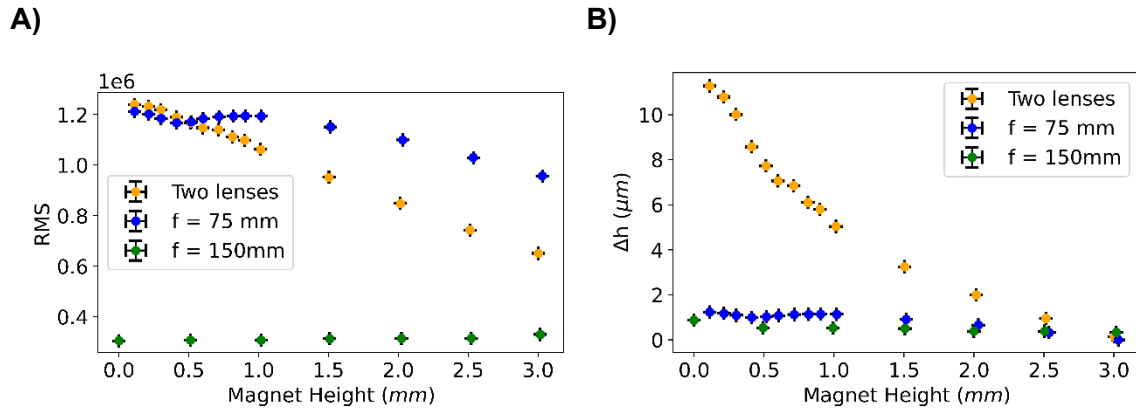 A)
B)
1e6
1.2
1.0
0.8
0.6
0.4
RMS
Two lenses
f = 75 mm
f = 150mm
0.0 0.5 1.0 1.5 2.0 2.5 3.0
Magnet Height (mm)
10
8
6
4
2
0
Δh (μm)
Two lenses
f = 75 mm
f = 150mm
0.0 0.5 1.0 1.5 2.0 2.5 3.0
Magnet Height (mm)